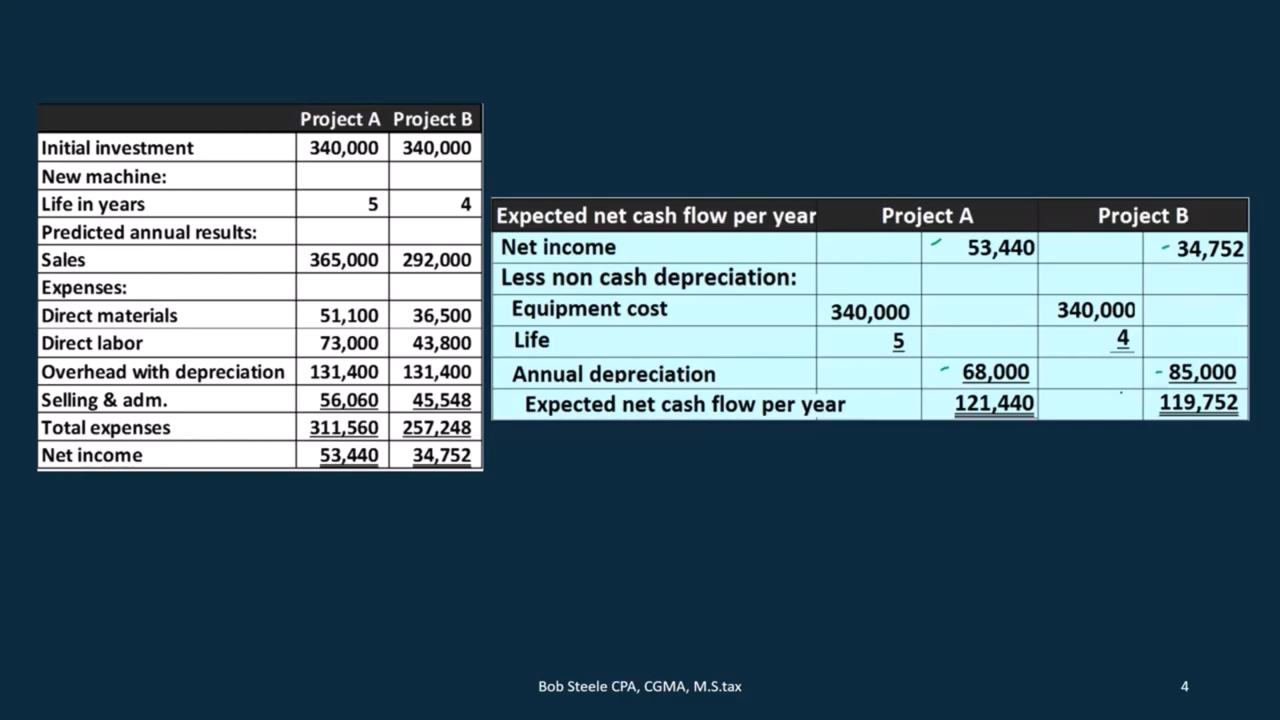 Project A Project B
Initial investment 340,000 340,000
New machine:
Life in years 5 4
Predicted annual results:
Sales 365,000 292,000
Expenses:
Direct materials 51,100 36,500
Direct labor 73,000 43,800
Overhead with depreciation 131,400 131,400
Selling & adm. 56,060 45,548
Total expenses 311,560 257,248
Net income 53,440 34,752
Expected net cash flow per year Project A Project B
Net income 53,440 34,752
Less non cash depreciation:
Equipment cost 340,000 340,000
Life 5 4
Annual depreciation 68,000 85,000
Expected net cash flow per year 121,440 119,752
Bob Steele CPA, CGMA, M.S.tax 4